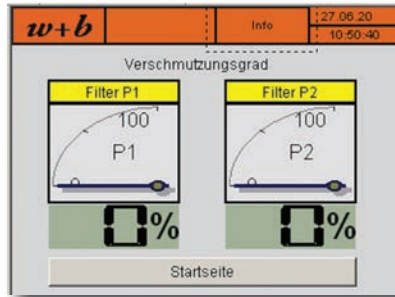 w+b
Info
27.06.20
10:50:40
Verschmutzungsgrad
Filter P1
Filter P2
100
100
P1
P2
0
0
0%
0%
Startseite